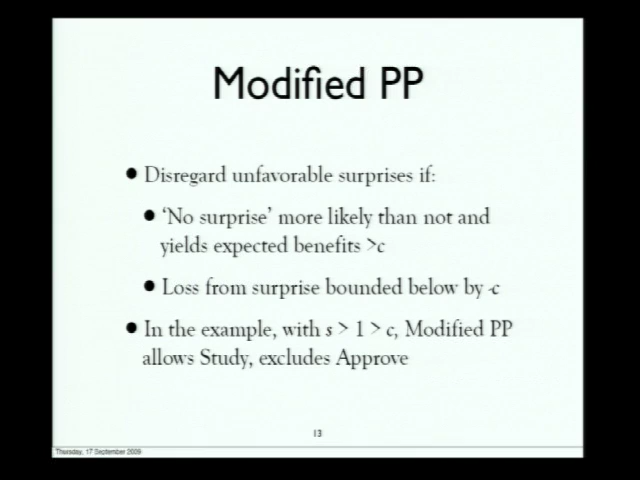 Modified PP
• Disregard unfavorable surprises if:
• 'No surprise' more likely than not and
yields expected benefits >c
• Loss from surprise bounded below by -c
• In the example, with s > 1 > c, Modified PP
allows Study, excludes Approve
13
Thursday, 17 September 2009